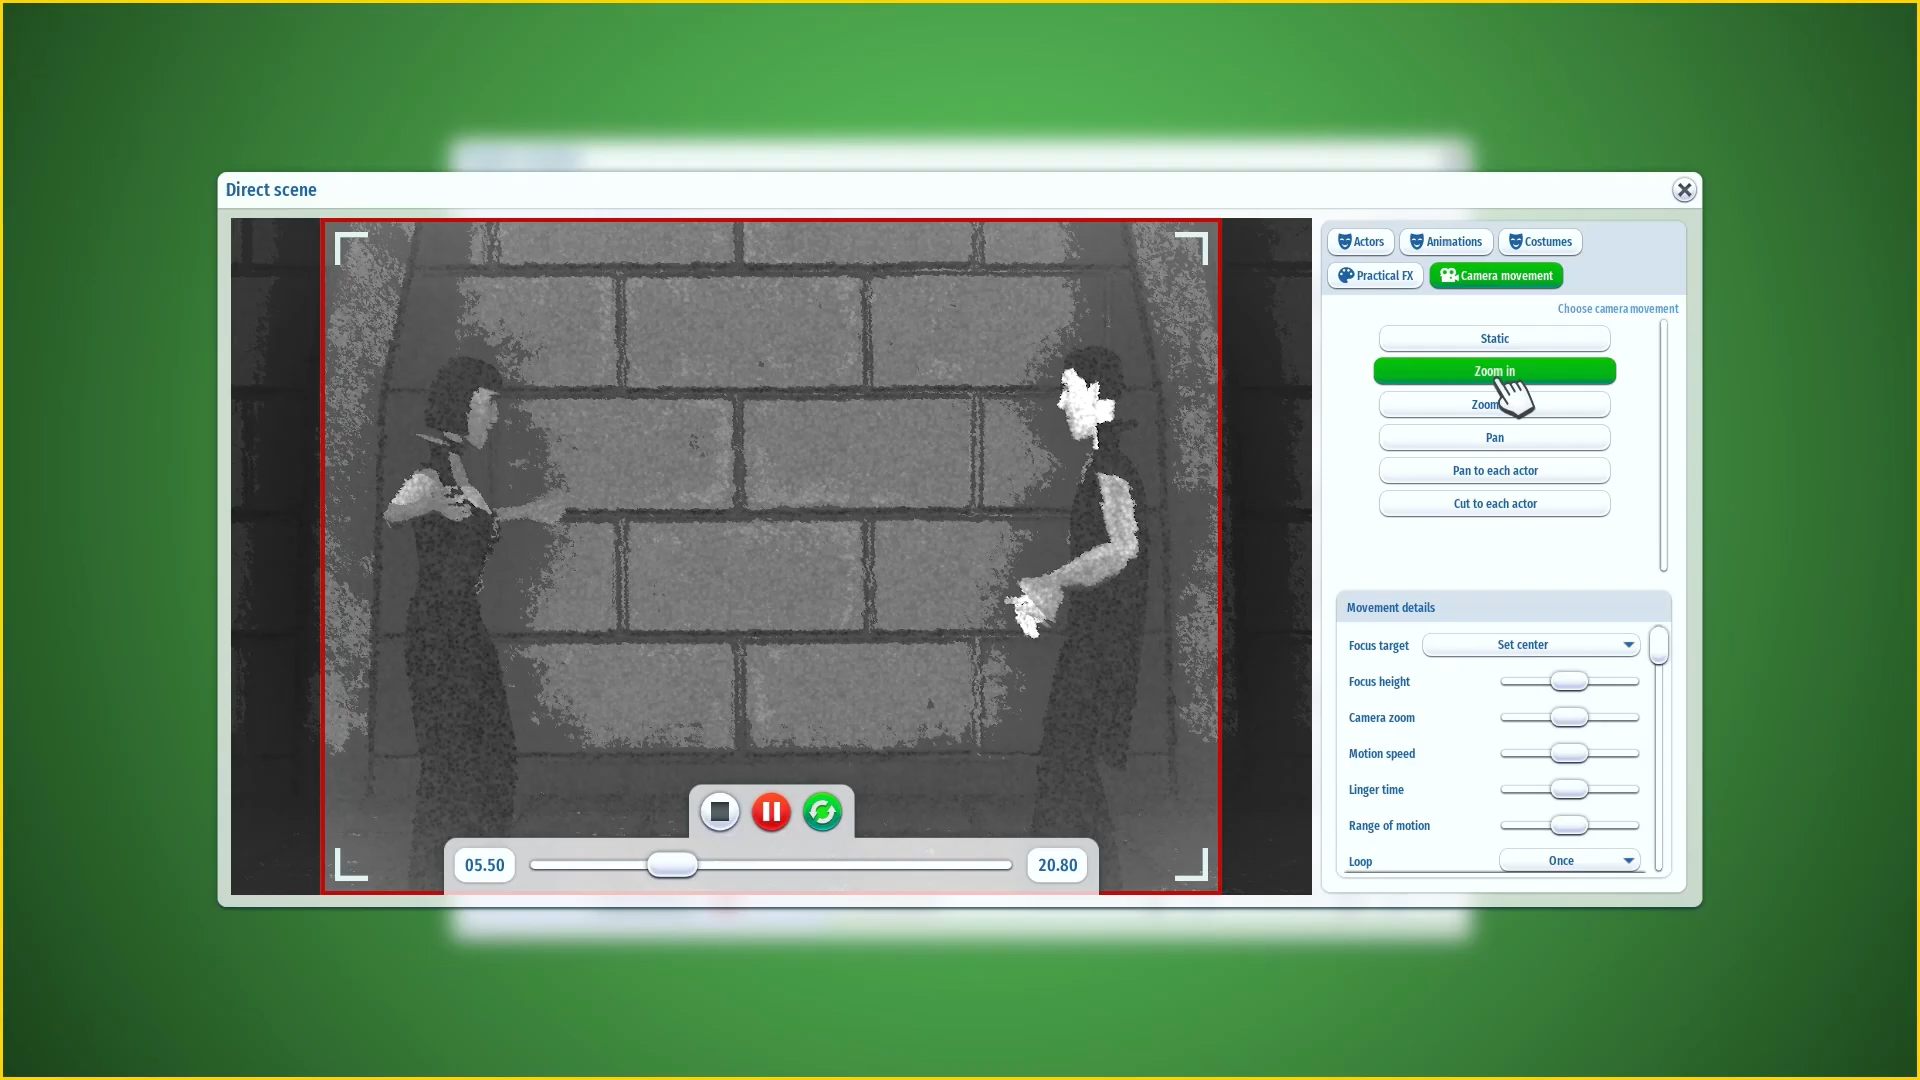 Direct scene
Actors Animations Costumes
Practical FX Camera movement
Choose camera movement
Static
Zoom in
Zoom
Pan
Pan to each actor
Cut to each actor
Movement details
Focus target Set center
Focus height
Camera zoom
Motion speed
Linger time
Range of motion
Loop Once
05.50 20.80